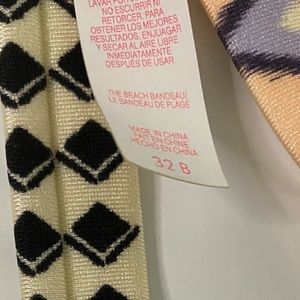 LAVAR POR
NO ESCURRIR NI
RETORCER. PARA
OBTENER LOS MEJORES
RESULTADOS, ENJUAGAR
Y SECAR AL AIRE LIBRE
INMEDIATAMENTE
DESPUÉS DE USAR
THE BEACH BANDEAU/
LE BANDEAU DE PLAGE
MADE IN CHINA
FAIT EN CHINE
HECHO EN CHINA
32 B